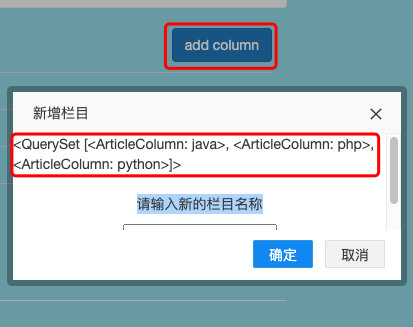 add column
新增栏目
<QuerySet [<ArticleColumn: java>, <ArticleColumn: php>,
<ArticleColumn: python>]>
请输入新的栏目名称
确定
取消